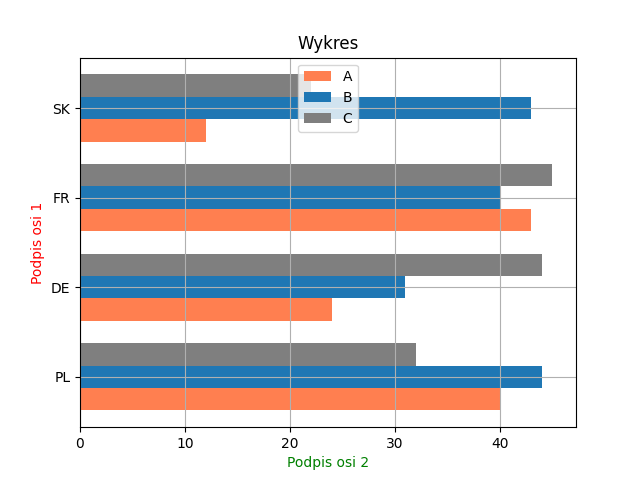 Wykres
A
B
C
SK
FR
DE
PL
Podpis osi 1
0 10 20 30 40
Podpis osi 2